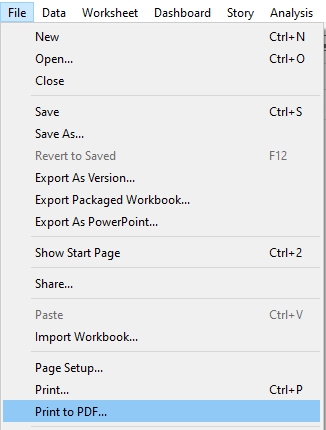 File Data Worksheet Dashboard Story Analysis
New Ctrl+N
Open... Ctrl+O
Close
Save Ctrl+S
Save As...
Revert to Saved F12
Export As Version...
Export Packaged Workbook...
Export As PowerPoint...
Show Start Page Ctrl+2
Share...
Paste Ctrl+V
Import Workbook...
Page Setup...
Print... Ctrl+P
Print to PDF...